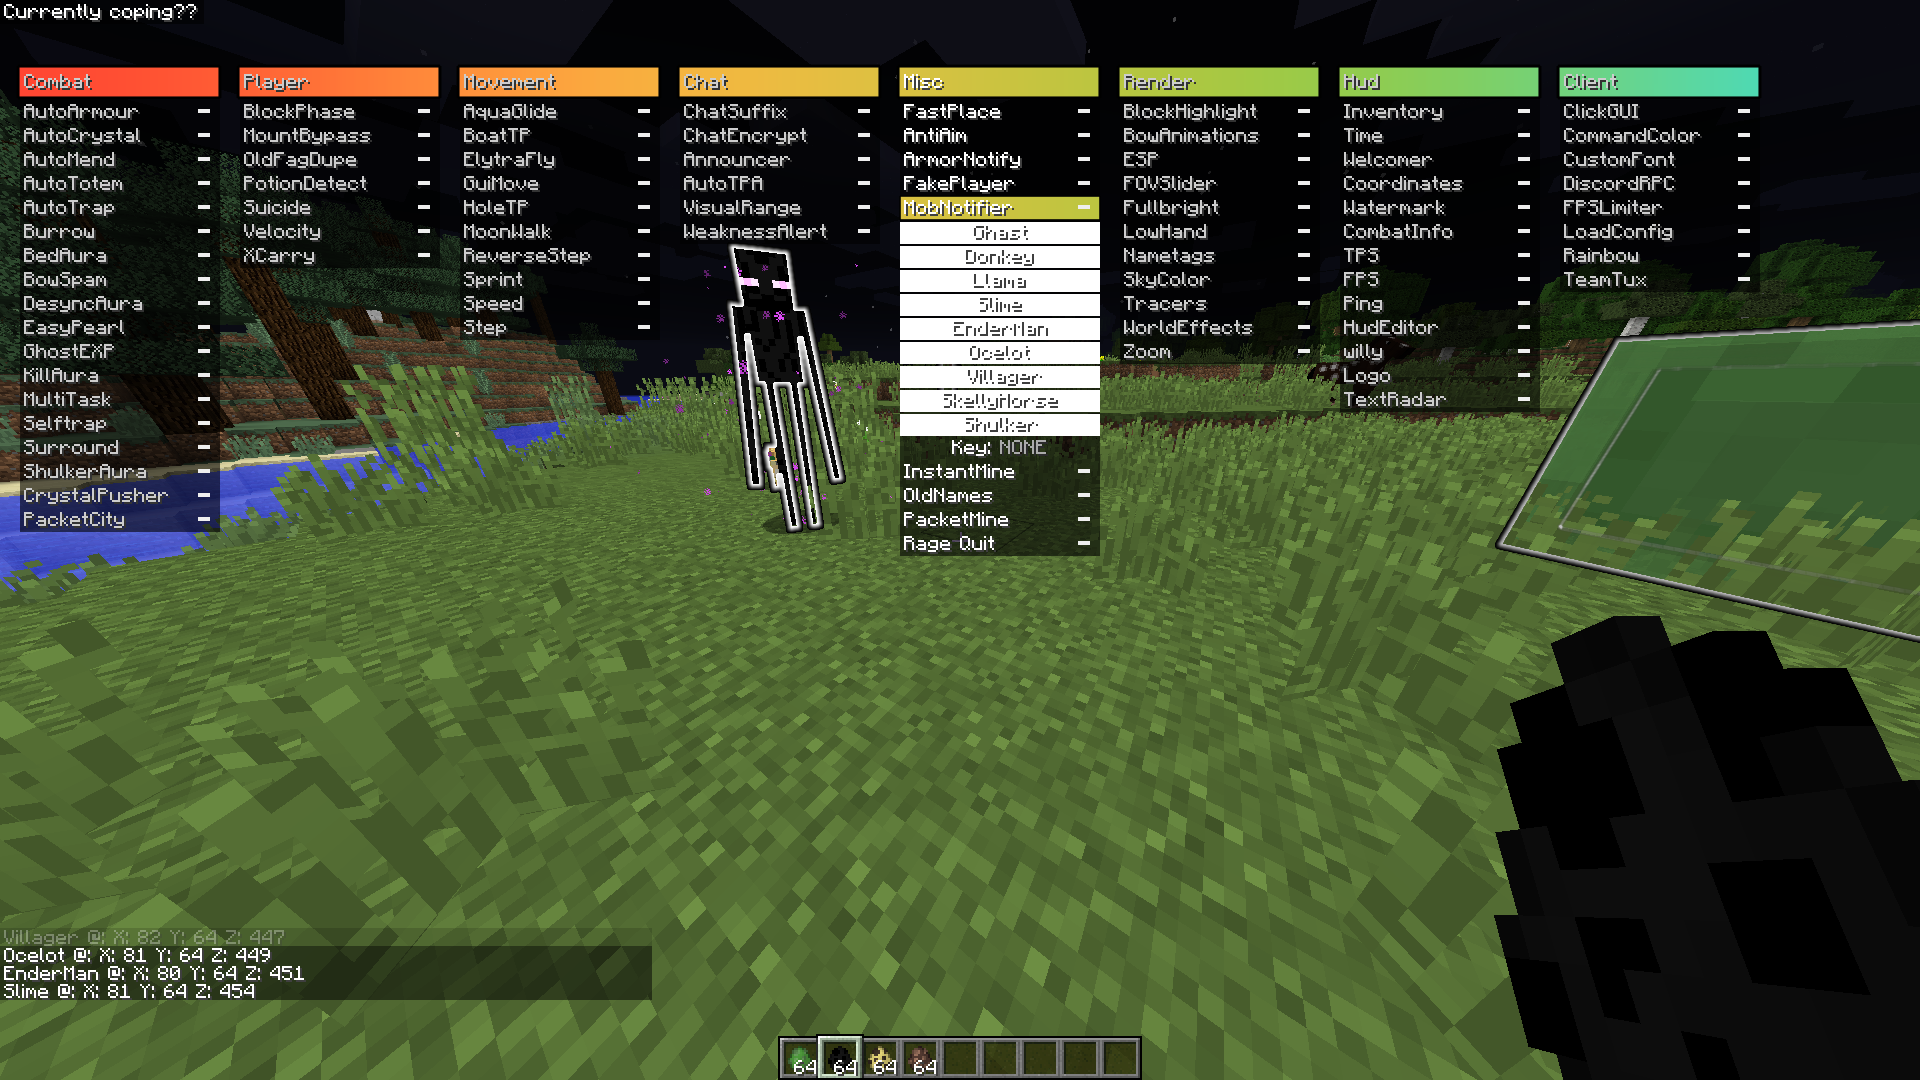 Currently coping??
Combat
AutoArmour
AutoCrystal
AutoMend
AutoTotem
AutoTrap
Burrow
BedAura
BowSpam
DesyncAura
EasyPearl
GhostEXP
KillAura
MultiTask
Selftrap
Surround
ShulkerAura
CrystalPusher
PacketCity
Player
BlockPhase
MountBypass
OldFagDupe
PotionDetect
Suicide
Velocity
XCarry
Movement
AquaGlide
BoatTP
ElytraFly
GuiMove
HoleTP
MoonWalk
ReverseStep
Sprint
Speed
Step
Chat
ChatSuffix
ChatEncrypt
Announcer
AutoTPA
VisualRange
WeaknessAlert
Misc
FastPlace
AntiAim
ArmorNotify
FakePlayer
MobNotifier
Ghast
Donkey
Llama
Slime
EnderMan
Ocelot
Villager
SkellyHorse
Shulker
Key: NONE
InstantMine
OldNames
PacketMine
Rage Quit
Render
BlockHighlight
BowAnimations
ESP
FOVSlider
Fullbright
LowHand
Nametags
SkyColor
Tracers
WorldEffects
Zoom
Hud
Inventory
Time
Welcomer
Coordinates
Watermark
CombatInfo
TPS
FPS
Ping
HudEditor
willy
Logo
TextRadar
Client
ClickGUI
CommandColor
CustomFont
DiscordRPC
FPSLimiter
LoadConfig
Rainbow
TeamTux
Villager @: X: 82 Y: 64 Z: 447
Ocelot @: X: 81 Y: 64 Z: 449
EnderMan @: X: 80 Y: 64 Z: 451
Slime @: X: 81 Y: 64 Z: 454
64 64 64 64